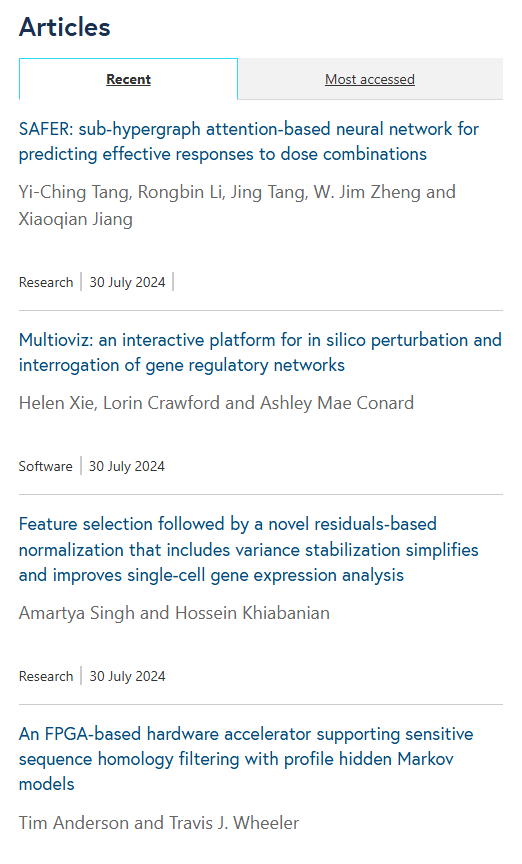 Articles
Recent
Most accessed
SAFER: sub-hypergraph attention-based neural network for
predicting effective responses to dose combinations
Yi-Ching Tang, Rongbin Li, Jing Tang, W. Jim Zheng and
Xiaoqian Jiang
Research | 30 July 2024 |
Multioviz: an interactive platform for in silico perturbation and
interrogation of gene regulatory networks
Helen Xie, Lorin Crawford and Ashley Mae Conard
Software | 30 July 2024
Feature selection followed by a novel residuals-based
normalization that includes variance stabilization simplifies
and improves single-cell gene expression analysis
Amartya Singh and Hossein Khiabanian
Research | 30 July 2024
An FPGA-based hardware accelerator supporting sensitive
sequence homology filtering with profile hidden Markov
models
Tim Anderson and Travis J. Wheeler